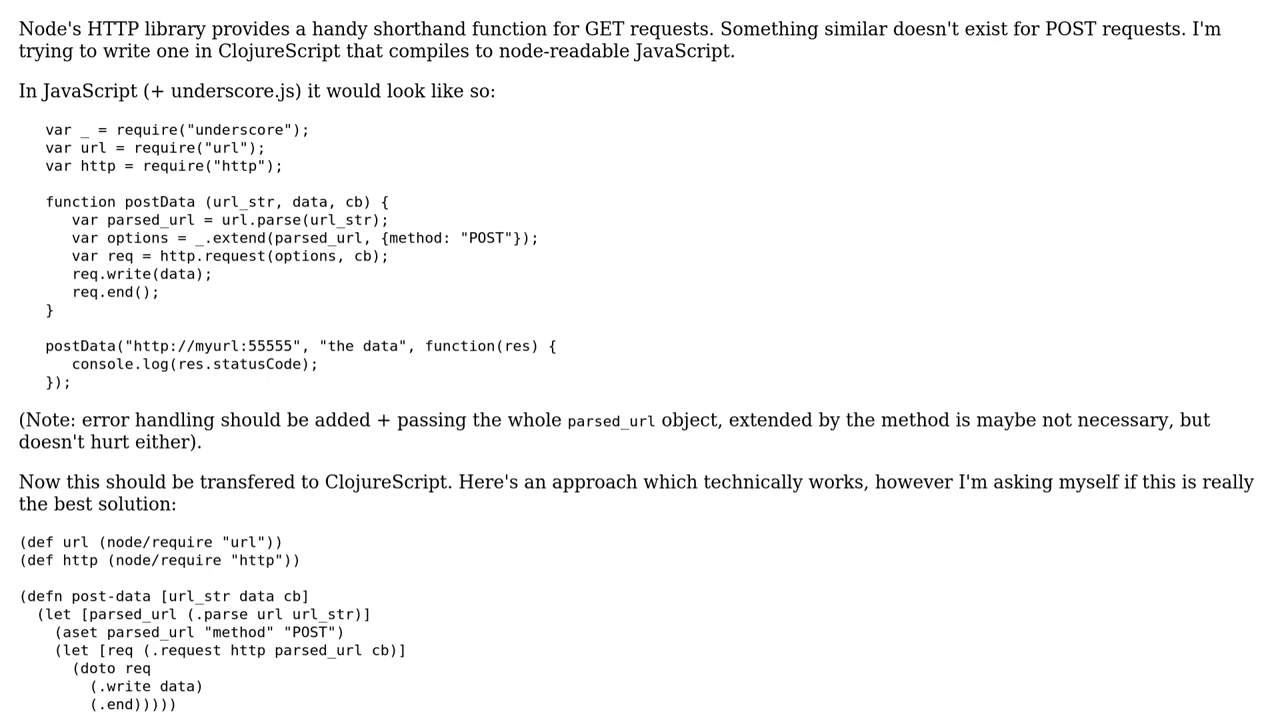 Node's HTTP library provides a handy shorthand function for GET requests. Something similar doesn't exist for POST requests. I'm
trying to write one in ClojureScript that compiles to node-readable JavaScript.
In JavaScript (+ underscore.js) it would look like so:
var _ = require("underscore");
var url = require("url");
var http = require("http");
function postData (url_str, data, cb) {
var parsed_url = url.parse(url_str);
var options = _.extend(parsed_url, {method: "POST"});
var req = http.request(options, cb);
req.write(data);
req.end();
}
postData("http://myurl:55555", "the data", function(res) {
console.log(res.statusCode);
});
(Note: error handling should be added + passing the whole parsed_url object, extended by the method is maybe not necessary, but
doesn't hurt either).
Now this should be transfered to ClojureScript. Here's an approach which technically works, however I'm asking myself if this is really
the best solution:
(def url (node/require "url"))
(def http (node/require "http"))
(defn post-data [url_str data cb]
(let [parsed_url (.parse url url_str)]
(aset parsed_url "method" "POST")
(let [req (.request http parsed_url cb)]
(doto req
(.write data)
(.end)))))